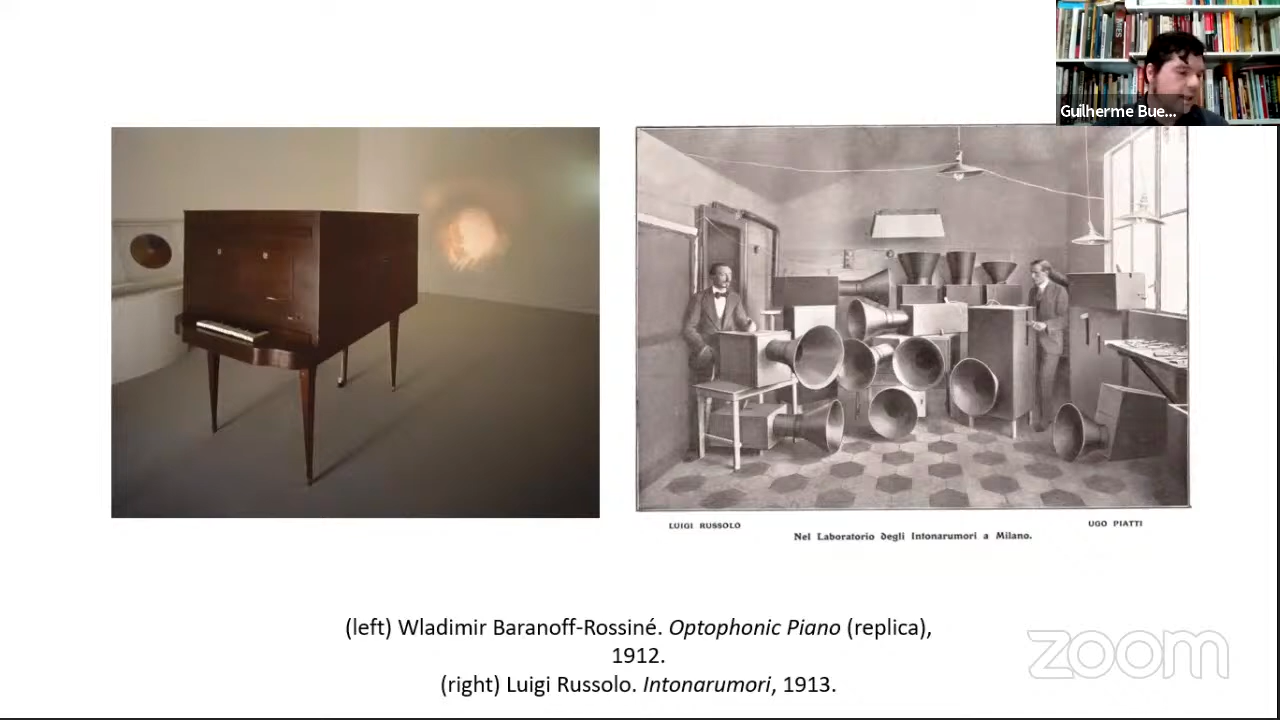 Guilherme Bue...
LUIGI RUSSOLO
UGO PIATTI
Nel Laboratorio degli Intonarumori a Milano.
(left) Wladimir Baranoff-Rossiné. Optophonic Piano (replica),
1912.
(right) Luigi Russolo. Intonarumori, 1913.
zoom